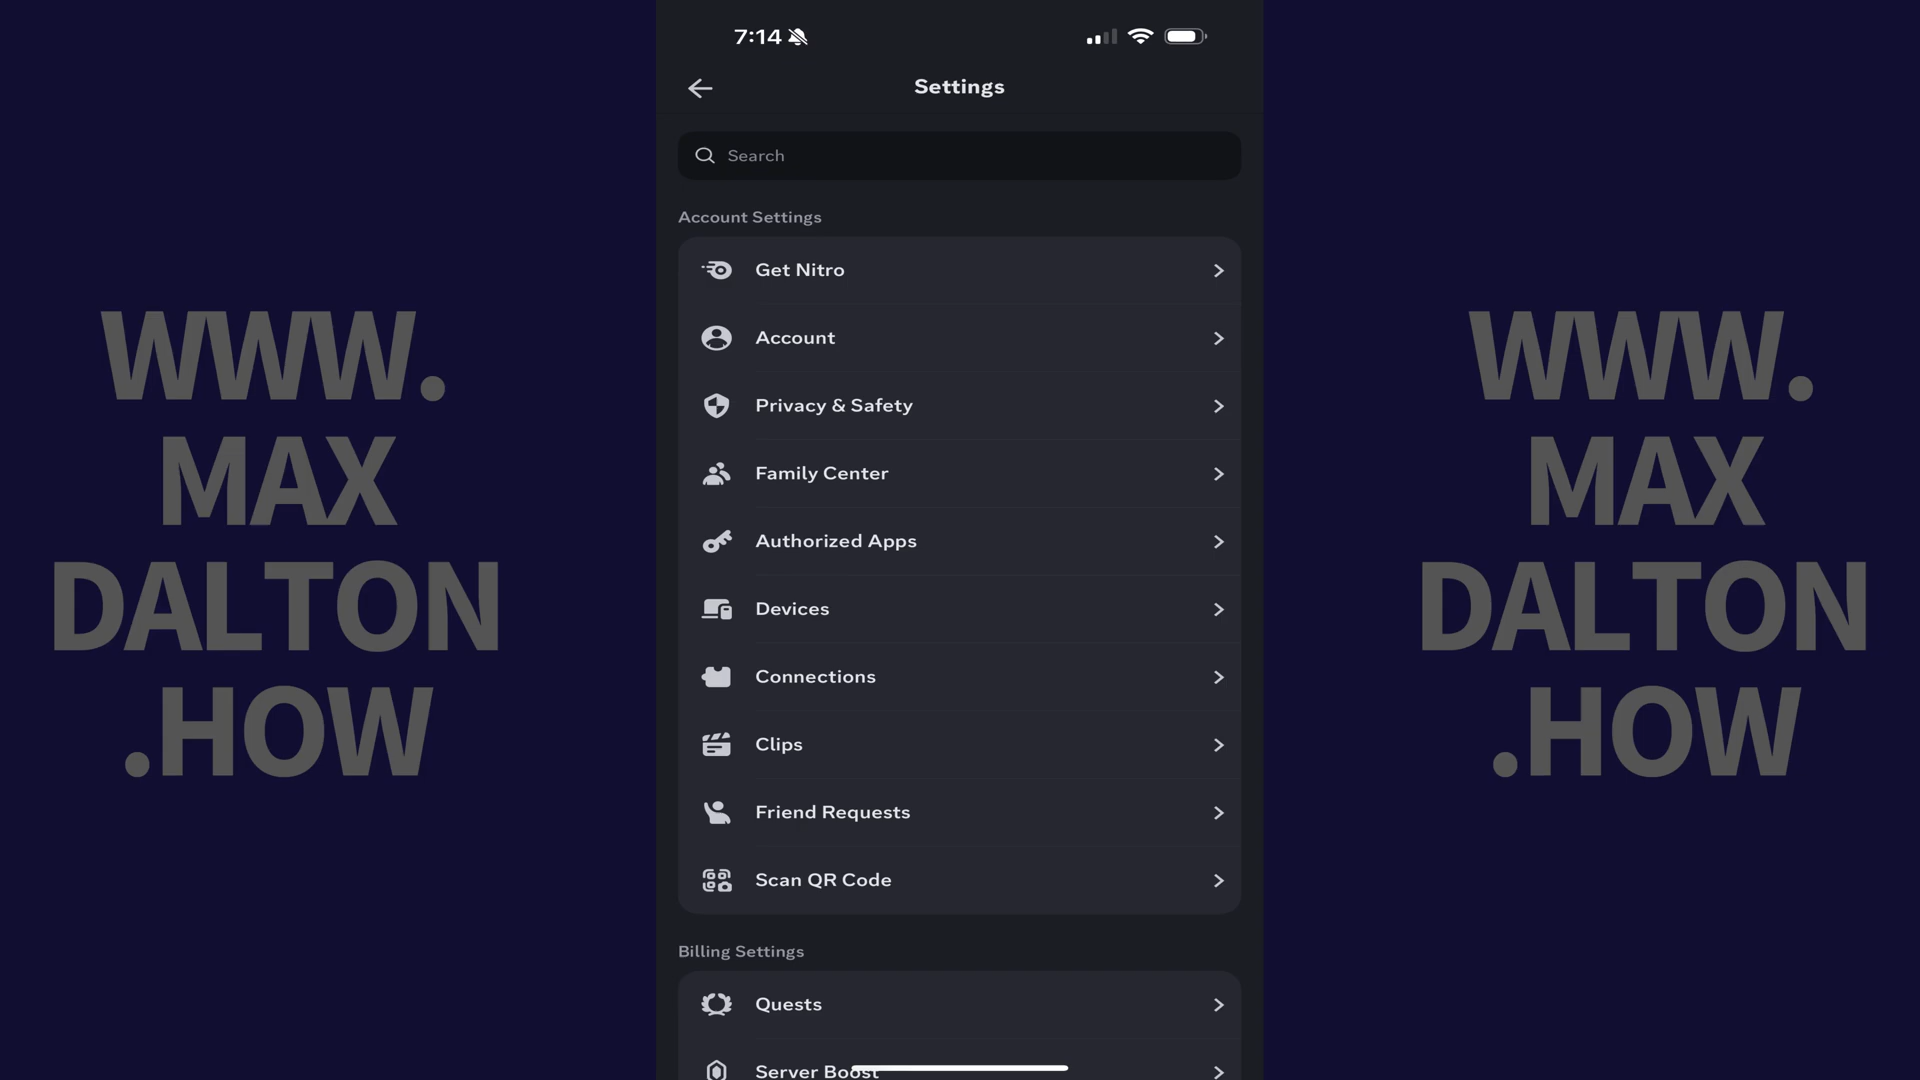 7:14
Settings
Search
Account Settings
Get Nitro
Account
Privacy & Safety
Family Center
Authorized Apps
Devices
Connections
Clips
Friend Requests
Scan QR Code
Billing Settings
Quests
Server Boost
WWW.
MAX
DALTON
.HOW
WWW.
MAX
DALTON
.HOW